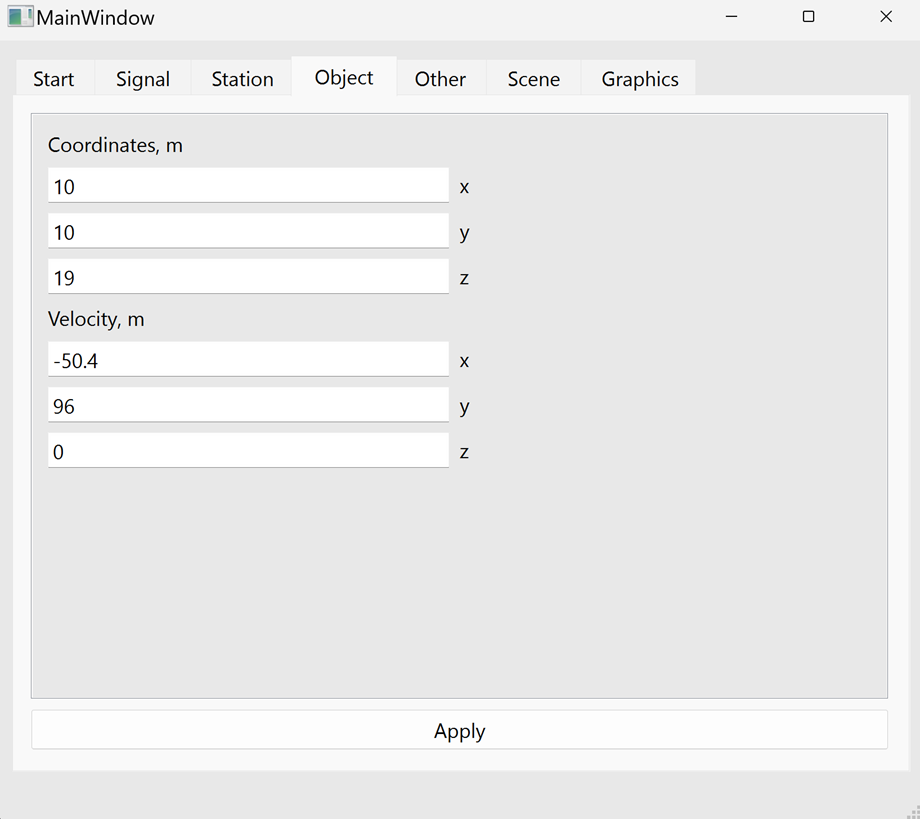 MainWindow
Start Signal Station Object Other Scene Graphics
Coordinates, m
10 x
10 y
19 z
Velocity, m
-50.4 x
96 y
0 z
Apply